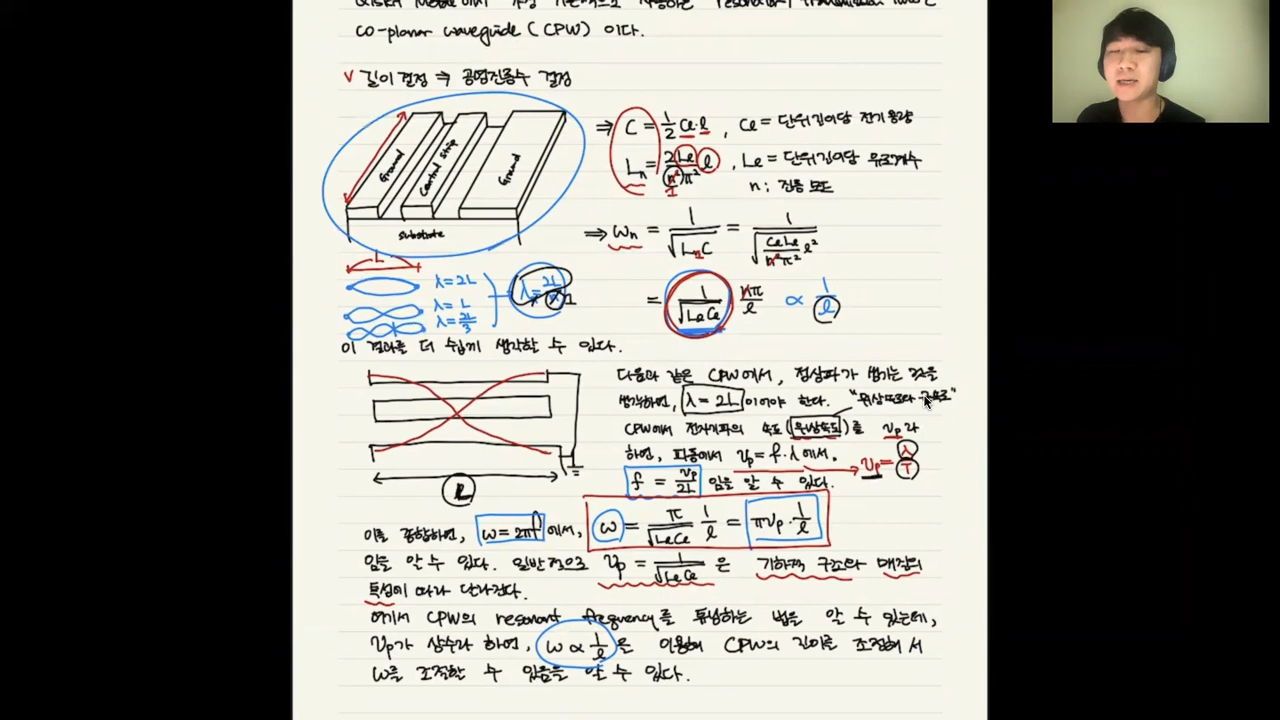 co-planar waveguide (CPW) 이다.
v 길이 결정 ⇒ 공명진동수 결정
Ground
Central Strip
Ground
Substrate
⇒ C = 1/2 Cℓ·ℓ , Cℓ = 단위길이당 전기용량
Lₙ = 2Lℓ/n²π² ℓ , Lℓ = 단위길이당 유도계수
1
n : 진동 모드
⇒ ωₙ = 1/√(LₙC) = 1/√(CℓLℓ/n²π² ℓ²)
= 1/√(LℓCℓ) nπ/ℓ ∝ 1/ℓ
L
λ = 2L
λ = L
λ = 2L/3
이 결과를 더 쉽게 생각할 수 있다.
다음과 같은 CPW에서, 정상파가 생기는 것을
생각하면, λ = 2L 이어야 한다.
CPW에서 전자기파의 속도(위상속도)를 vₚ라
하면, 파동에서 vₚ = f·λ 에서. → vₚ = λ/T
f = vₚ/2L 임을 알 수 있다.
이를 종합하면, ω = 2πf 에서, ω = π/√(LℓCℓ) 1/ℓ = πvₚ·1/ℓ
임을 알 수 있다. 일반적으로 vₚ = 1/√(LℓCℓ) 은 기하학적 구조와 매질의
특성에 따라 달라진다.
여기서 CPW의 resonant frequency를 튜닝하는 법을 알 수 있는데,
vₚ가 상수라 하면, ω ∝ 1/ℓ 을 이용해 CPW의 길이를 조절해서
ω를 조절할 수 있음을 알 수 있다.